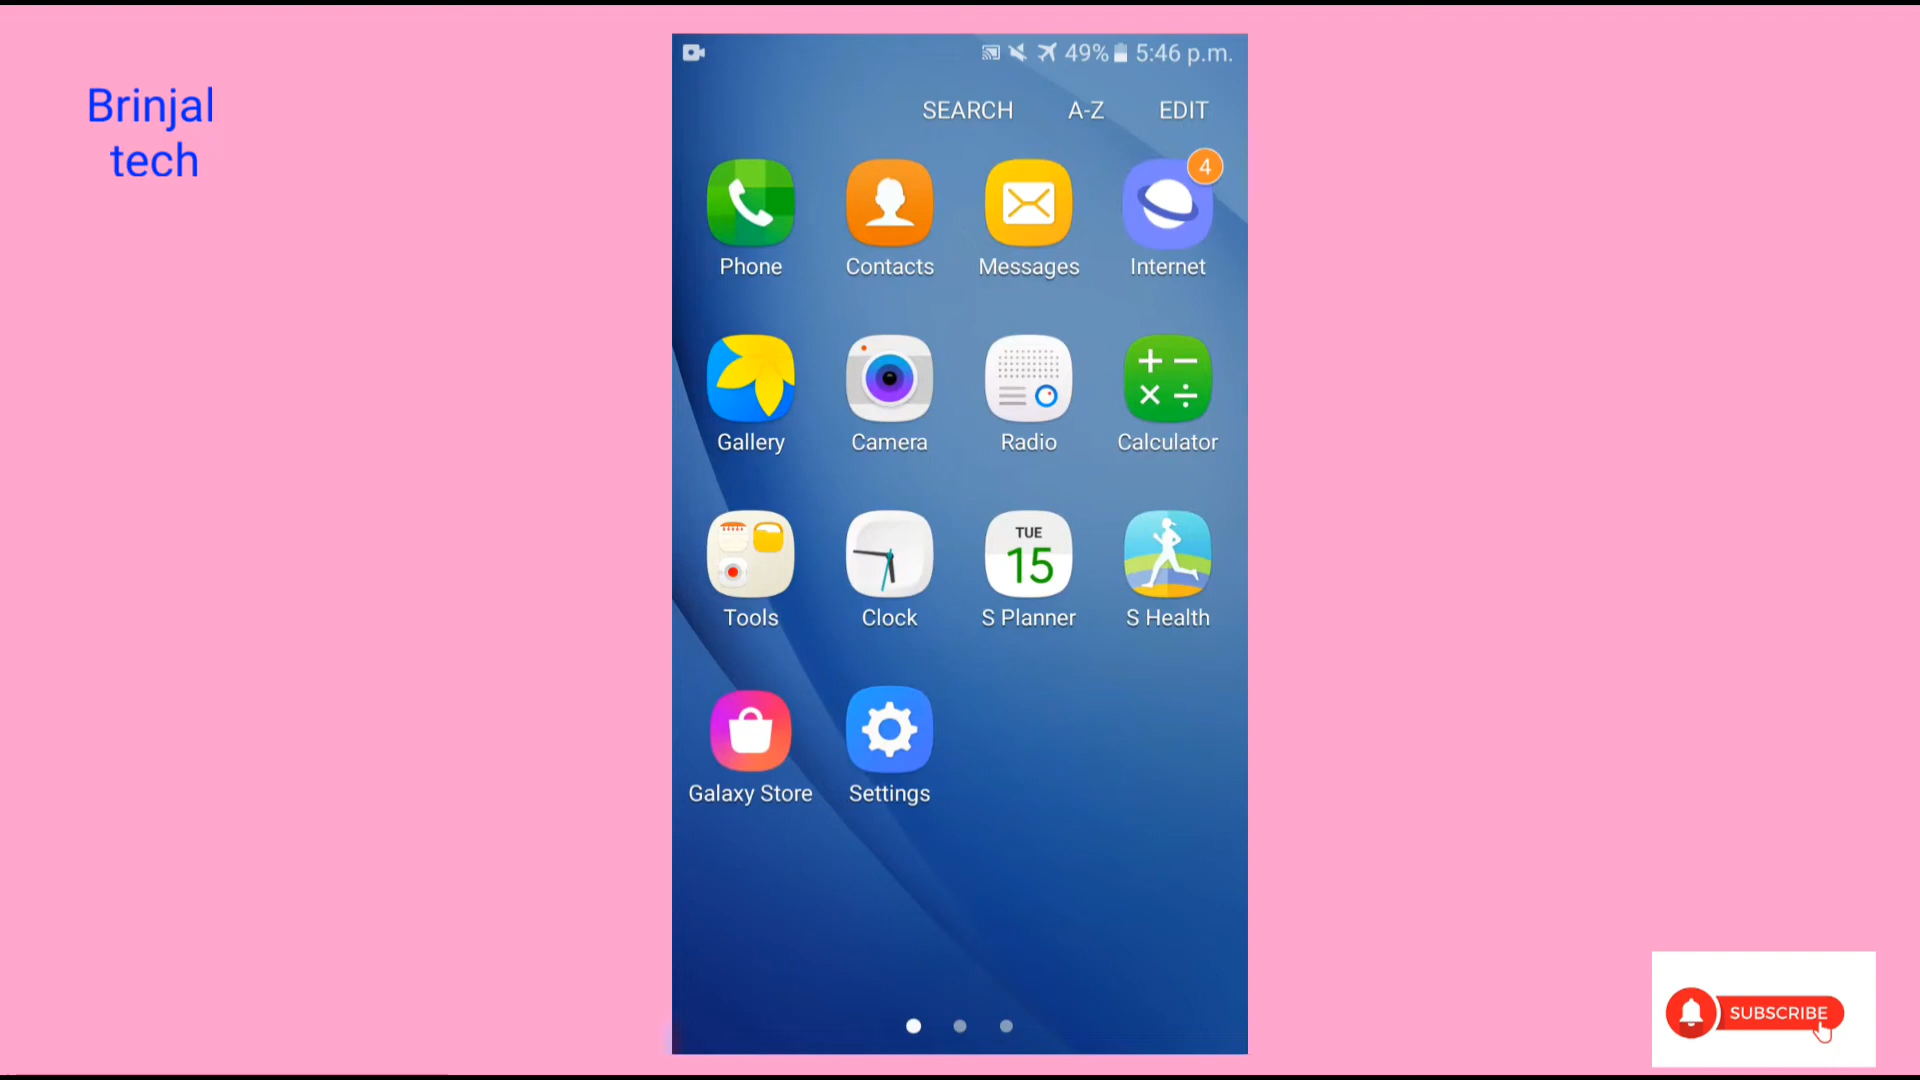 Brinjal
tech
49% 5:46 p.m.
SEARCH A-Z EDIT
4
Phone Contacts Messages Internet
Gallery Camera Radio Calculator
TUE
15
Tools Clock S Planner S Health
Galaxy Store Settings
SUBSCRIBE